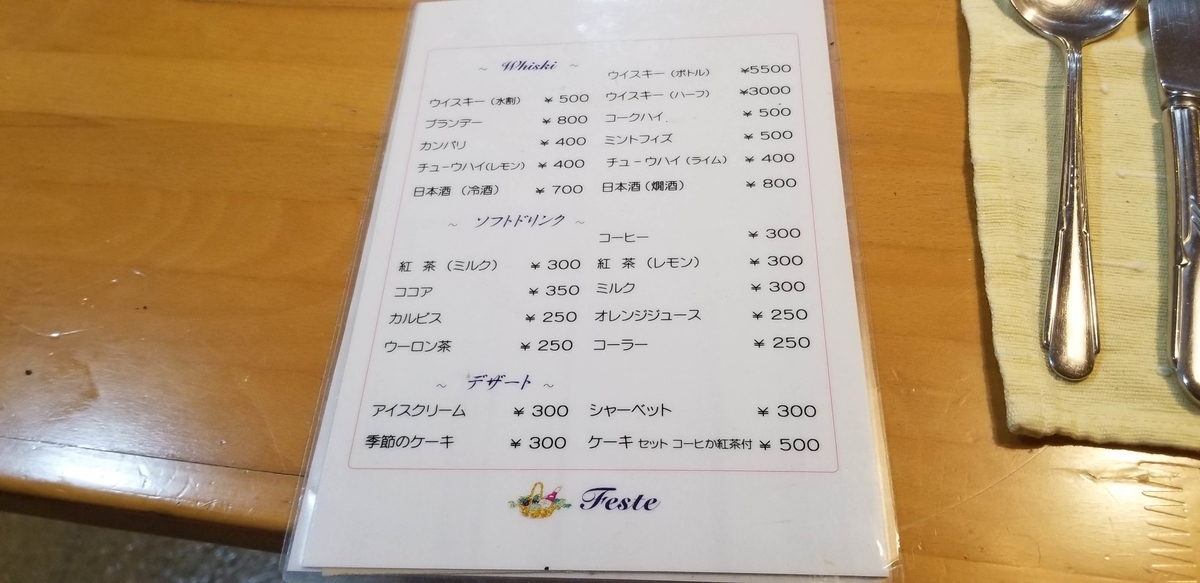 ~ Whiski ~
ウイスキー（ボトル） ¥5500
ウイスキー（水割） ¥ 500 ウイスキー（ハーフ） ¥3000
ブランデー ¥ 800 コークハイ ¥ 500
カンパリ ¥ 400 ミントフィズ ¥ 500
チューウハイ(レモン) ¥ 400 チューウハイ（ライム） ¥ 400
日本酒（冷酒） ¥ 700 日本酒（燗酒） ¥ 800
~ ソフトドリンク ~
コーヒー ¥ 300
紅 茶（ミルク） ¥ 300 紅 茶（レモン） ¥ 300
ココア ¥ 350 ミルク ¥ 300
カルピス ¥ 250 オレンジジュース ¥ 250
ウーロン茶 ¥ 250 コーラー ¥ 250
~ デザート ~
アイスクリーム ¥ 300 シャーベット ¥ 300
季節のケーキ ¥ 300 ケーキ セット コーヒか紅茶付 ¥ 500
Feste